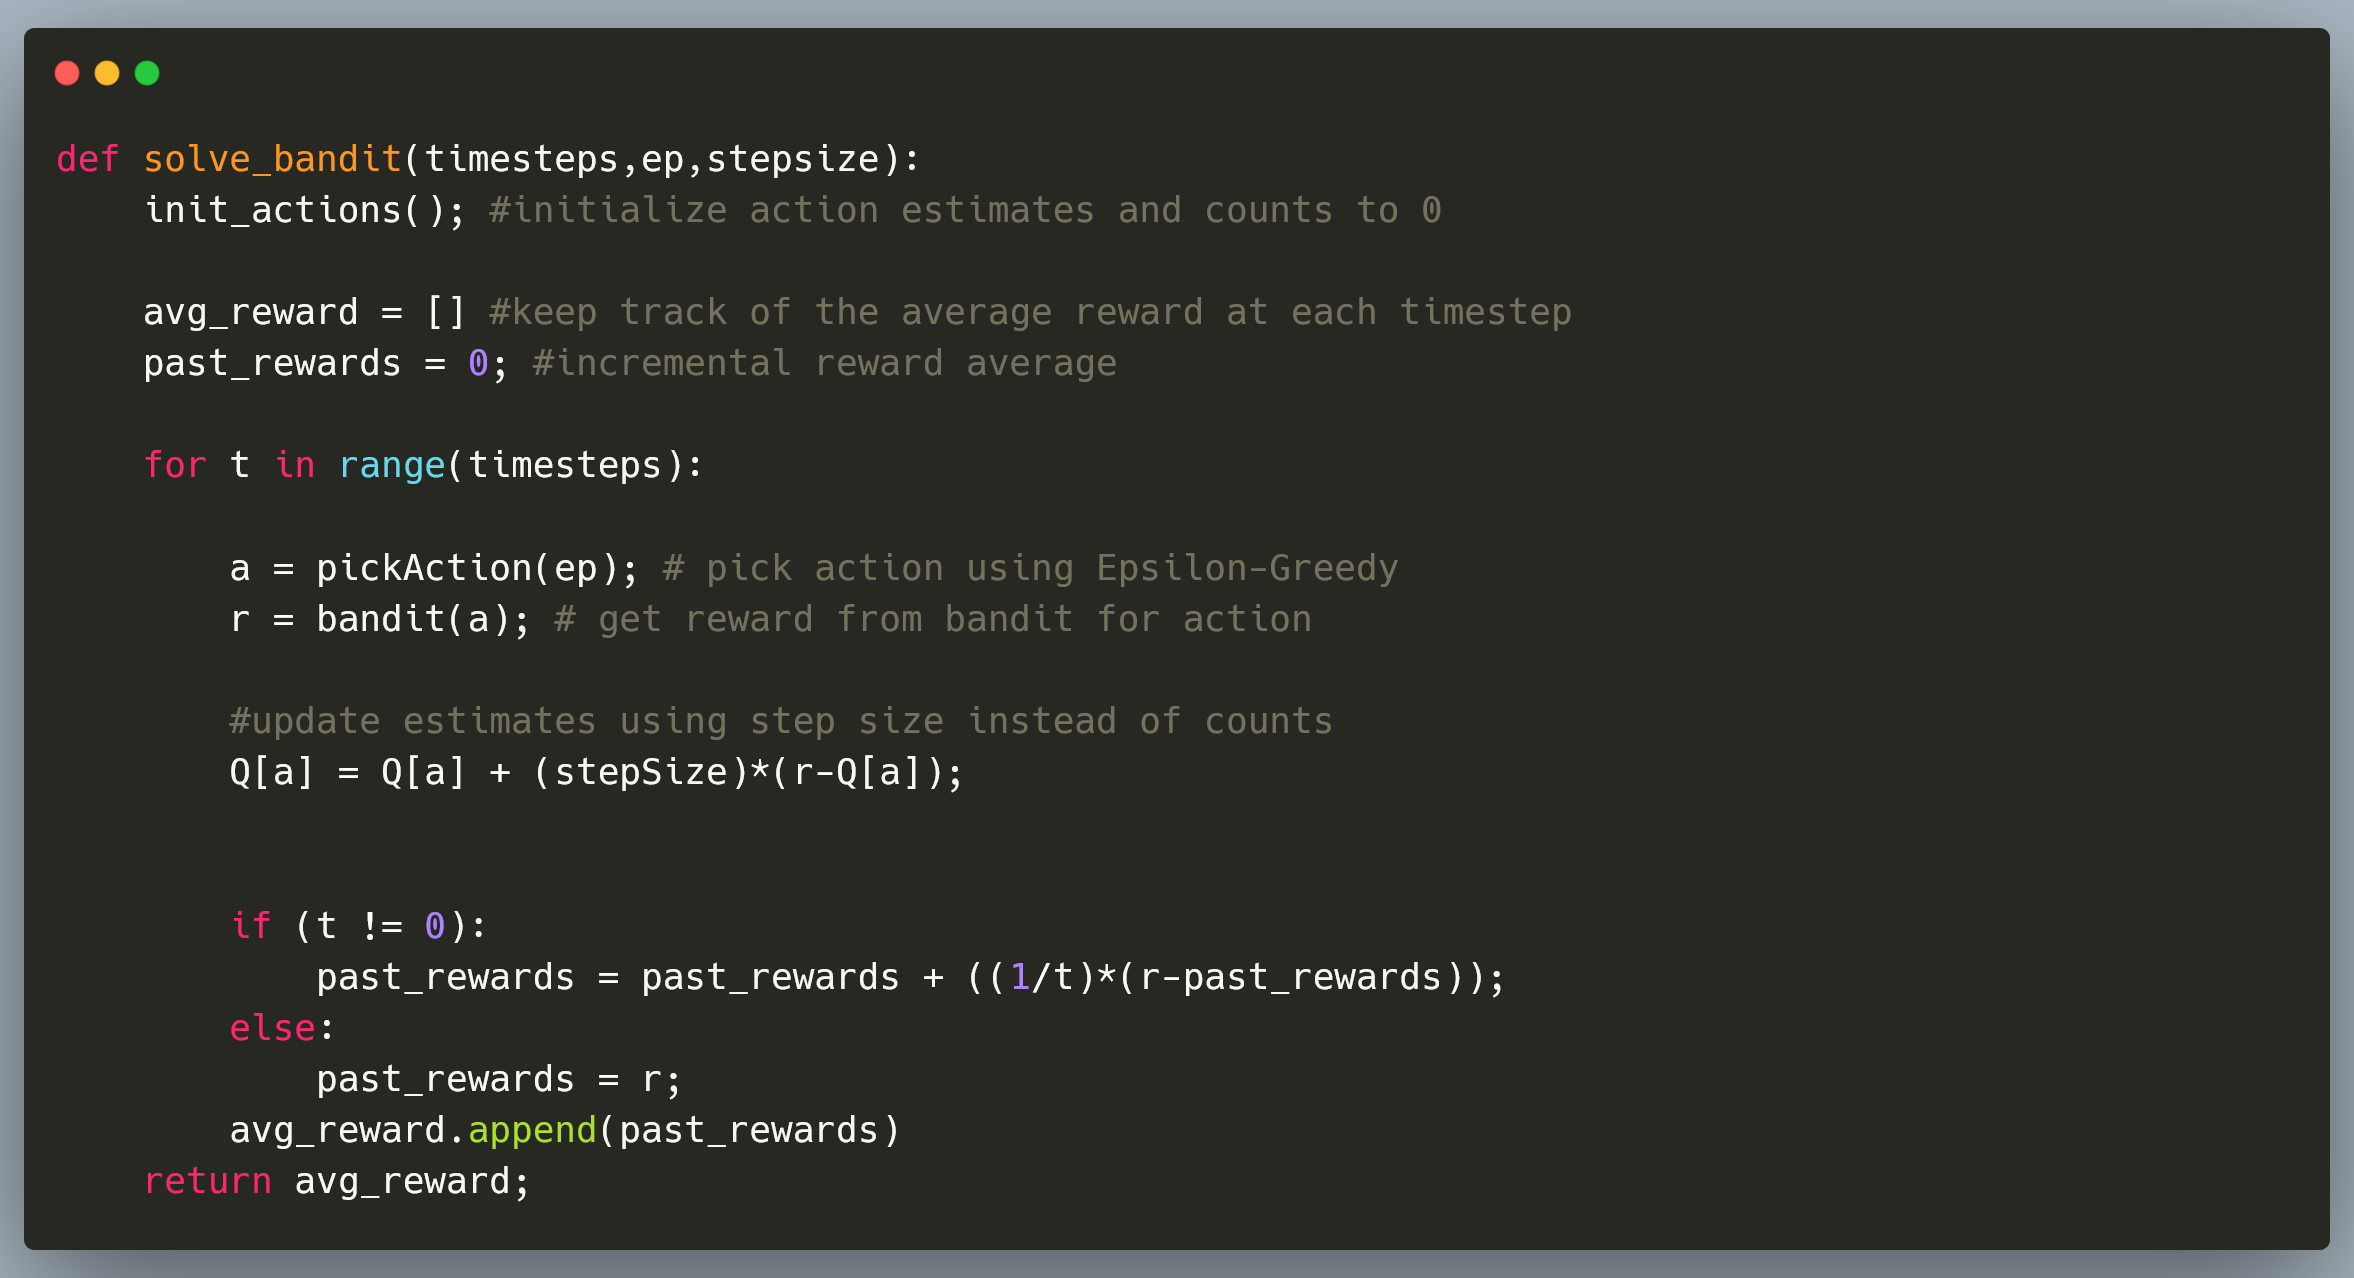 def solve_bandit(timesteps,ep,stepsize):
    init_actions(); #initialize action estimates and counts to 0

    avg_reward = [] #keep track of the average reward at each timestep
    past_rewards = 0; #incremental reward average

    for t in range(timesteps):

        a = pickAction(ep); # pick action using Epsilon-Greedy
        r = bandit(a); # get reward from bandit for action

        #update estimates using step size instead of counts
        Q[a] = Q[a] + (stepSize)*(r-Q[a]);


        if (t != 0):
            past_rewards = past_rewards + ((1/t)*(r-past_rewards));
        else:
            past_rewards = r;
        avg_reward.append(past_rewards)
    return avg_reward;